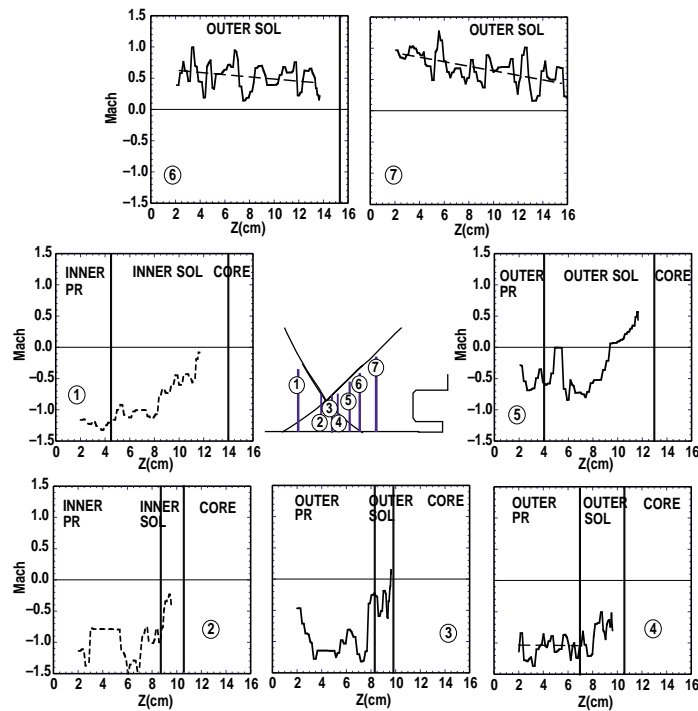 OUTER SOL
1.5
1.0
0.5
0.0
−0.5
−1.0
−1.5
Mach
6
0 2 4 6 8 10 12 14 16
Z(cm)
OUTER SOL
7
0 2 4 6 8 10 12 14 16
Z(cm)
INNER PR
INNER SOL
CORE
1.5
1.0
0.5
0.0
−0.5
−1.0
−1.5
Mach
1
0 2 4 6 8 10 12 14 16
Z(cm)
1
2
3
4
5
6
7
OUTER PR
OUTER SOL
CORE
1.5
1.0
0.5
0.0
−0.5
−1.0
−1.5
Mach
5
0 2 4 6 8 10 12 14 16
Z(cm)
INNER
PR
INNER
SOL
CORE
1.5
1.0
0.5
0.0
−0.5
−1.0
−1.5
Mach
2
0 2 4 6 8 10 12 14 16
Z(cm)
OUTER
PR
OUTER
SOL
CORE
3
0 2 4 6 8 10 12 14 16
Z(cm)
OUTER
PR
OUTER
SOL
CORE
4
0 2 4 6 8 10 12 14 16
Z(cm)